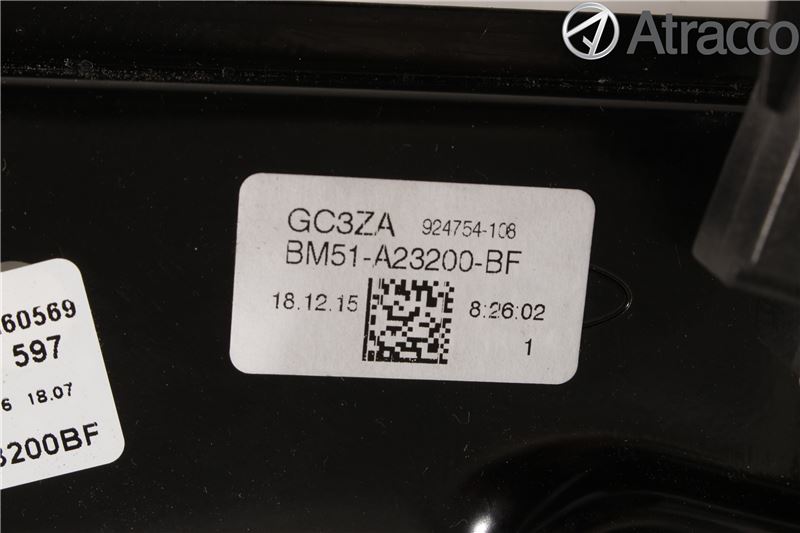 Atracco
GC3ZA 924754-108
BM51-A23200-BF
18.12.15 8:26:02
1
60569
597
6 18.07
3200BF